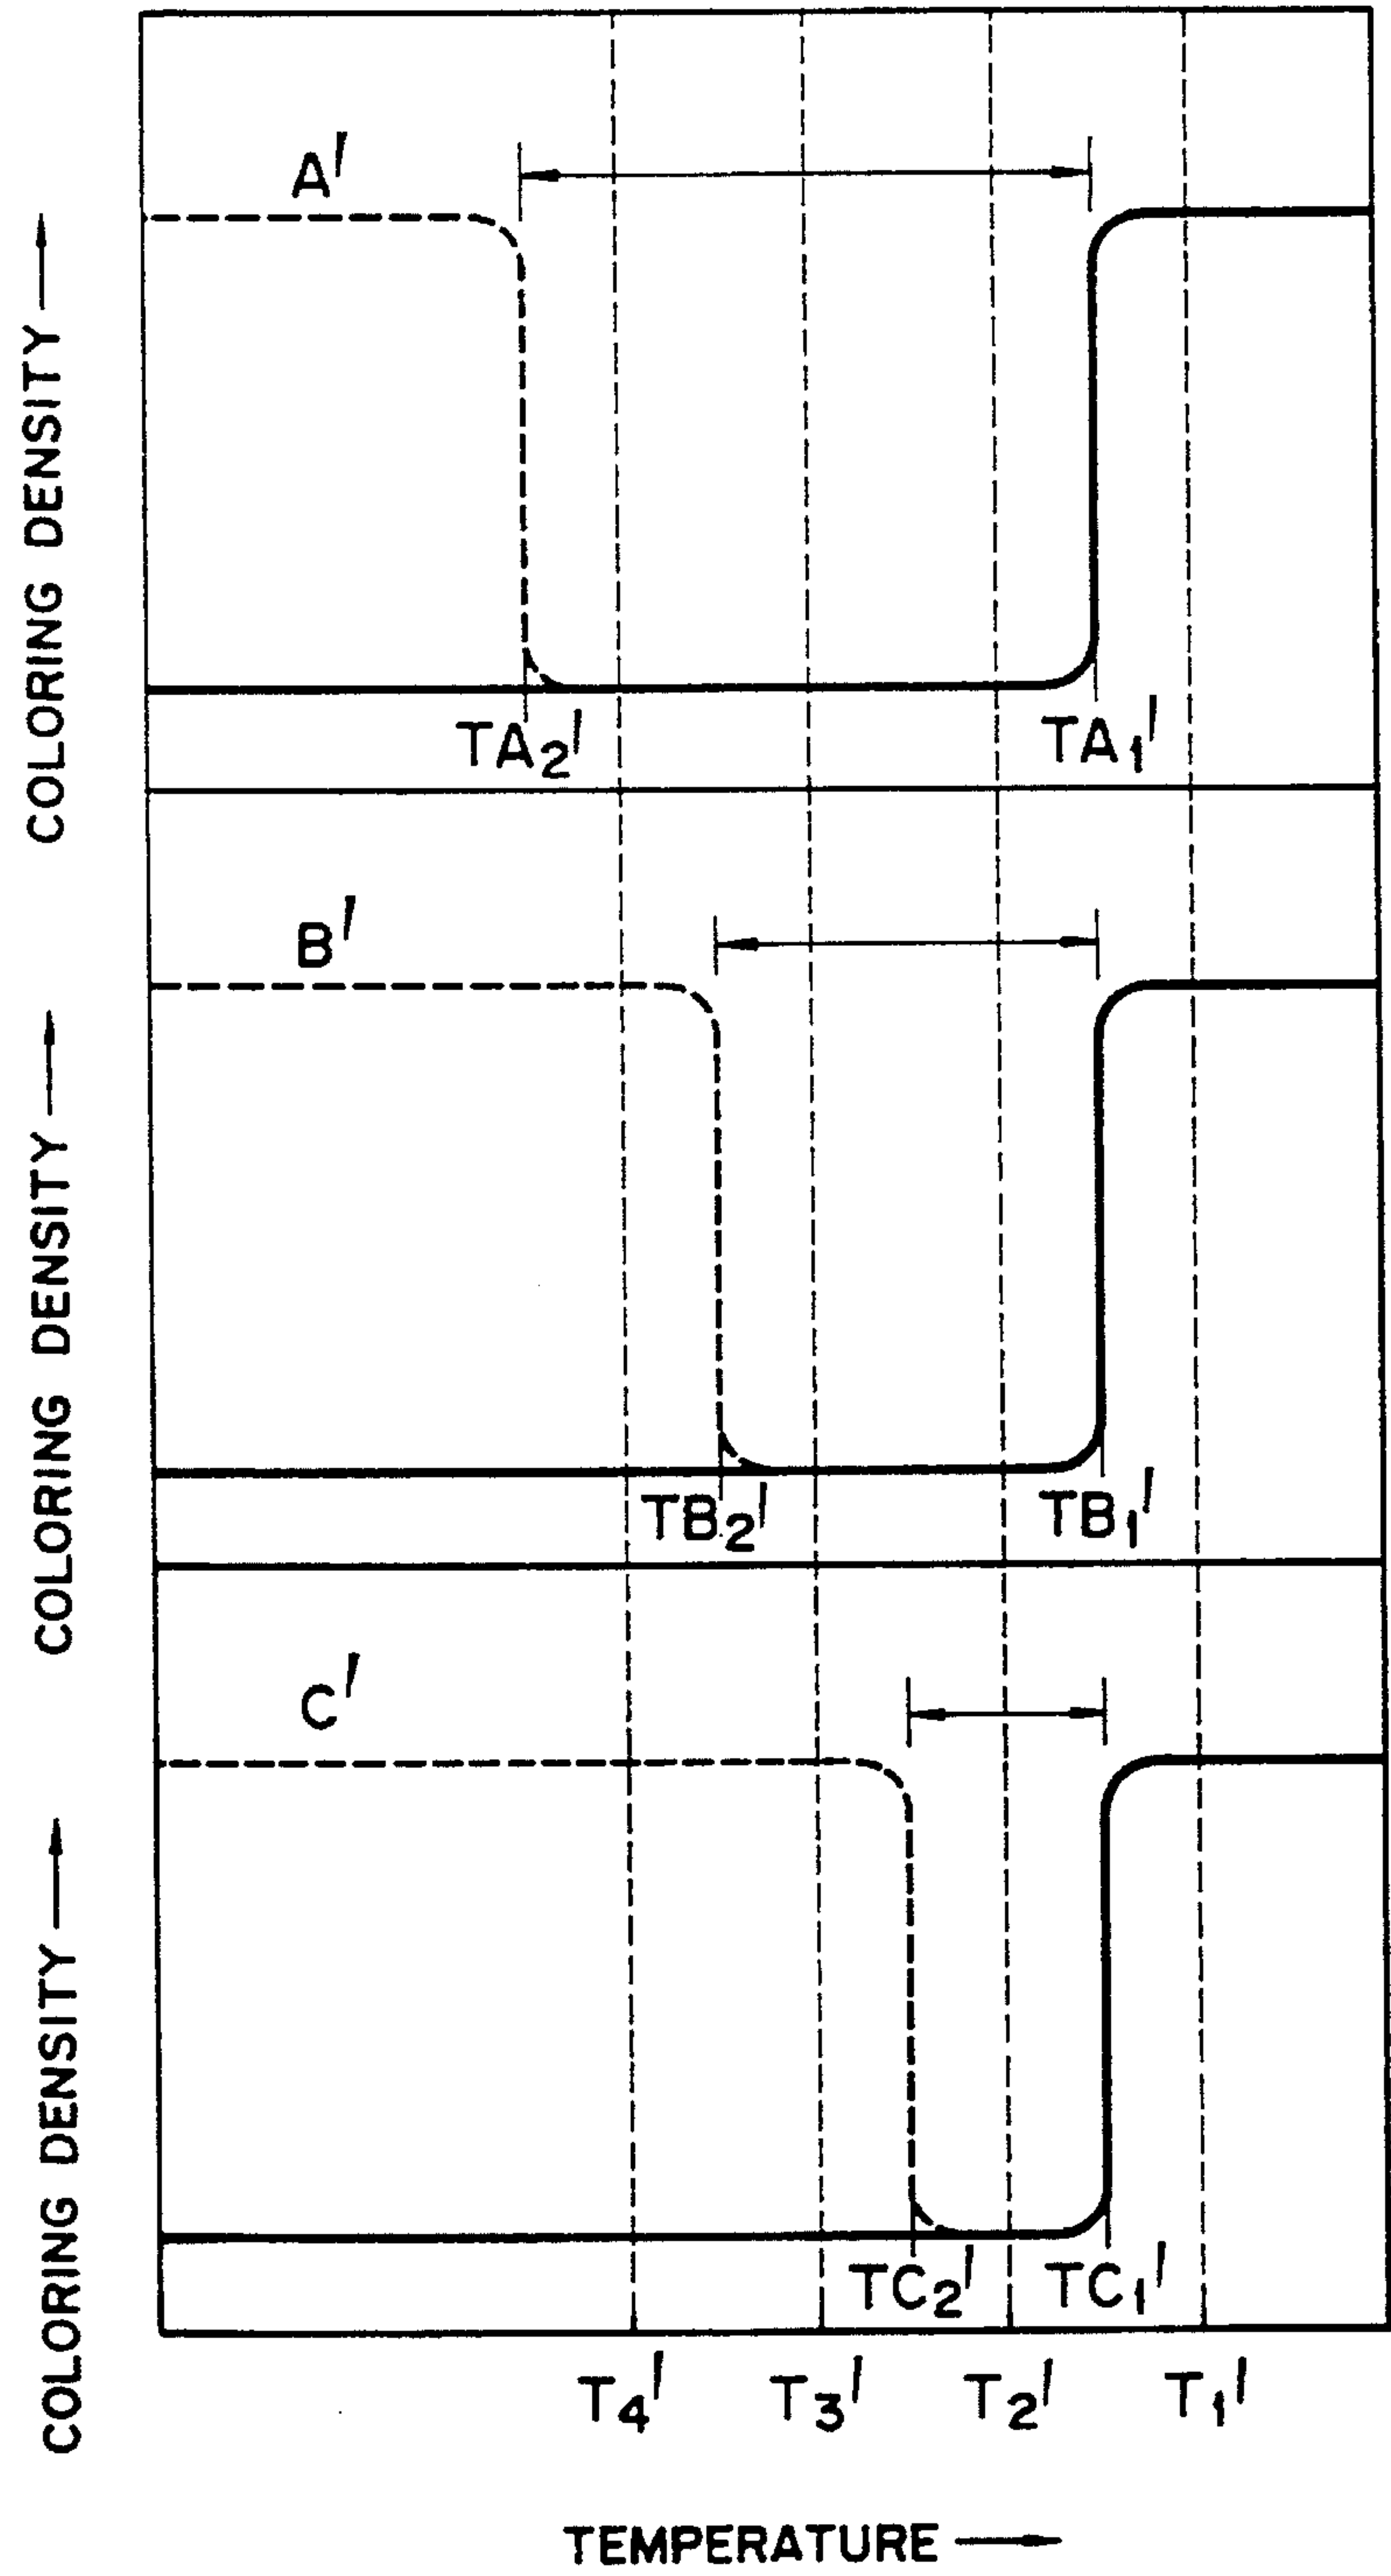 COLORING DENSITY
A'
TA2' TA1'
COLORING DENSITY
B'
TB2' TB1'
COLORING DENSITY
C'
TC2' TC1'
T4' T3' T2' T1'
TEMPERATURE